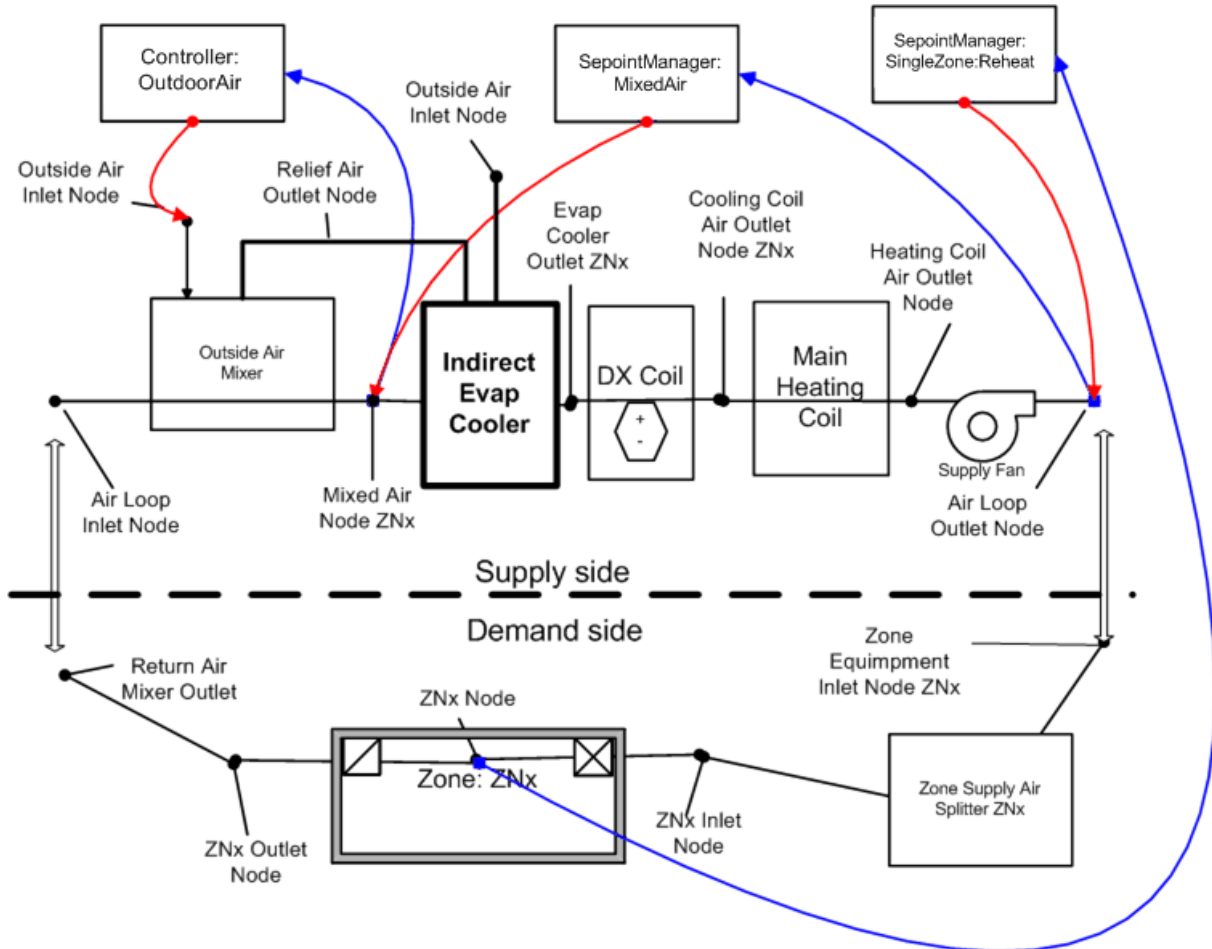 Controller:
OutdoorAir
SepointManager:
MixedAir
SepointManager:
SingleZone:Reheat
Outside Air
Inlet Node
Outside Air
Inlet Node
Relief Air
Outlet Node
Evap
Cooler
Outlet ZNx
Cooling Coil
Air Outlet
Node ZNx
Heating Coil
Air Outlet
Node
Outside Air
Mixer
Indirect
Evap
Cooler
DX Coil
+
-
Main
Heating
Coil
Supply Fan
Air Loop
Inlet Node
Mixed Air
Node ZNx
Air Loop
Outlet Node
Supply side
Demand side
Return Air
Mixer Outlet
ZNx Node
Zone
Equimpment
Inlet Node ZNx
Zone: ZNx
Zone Supply Air
Splitter ZNx
ZNx Outlet
Node
ZNx Inlet
Node